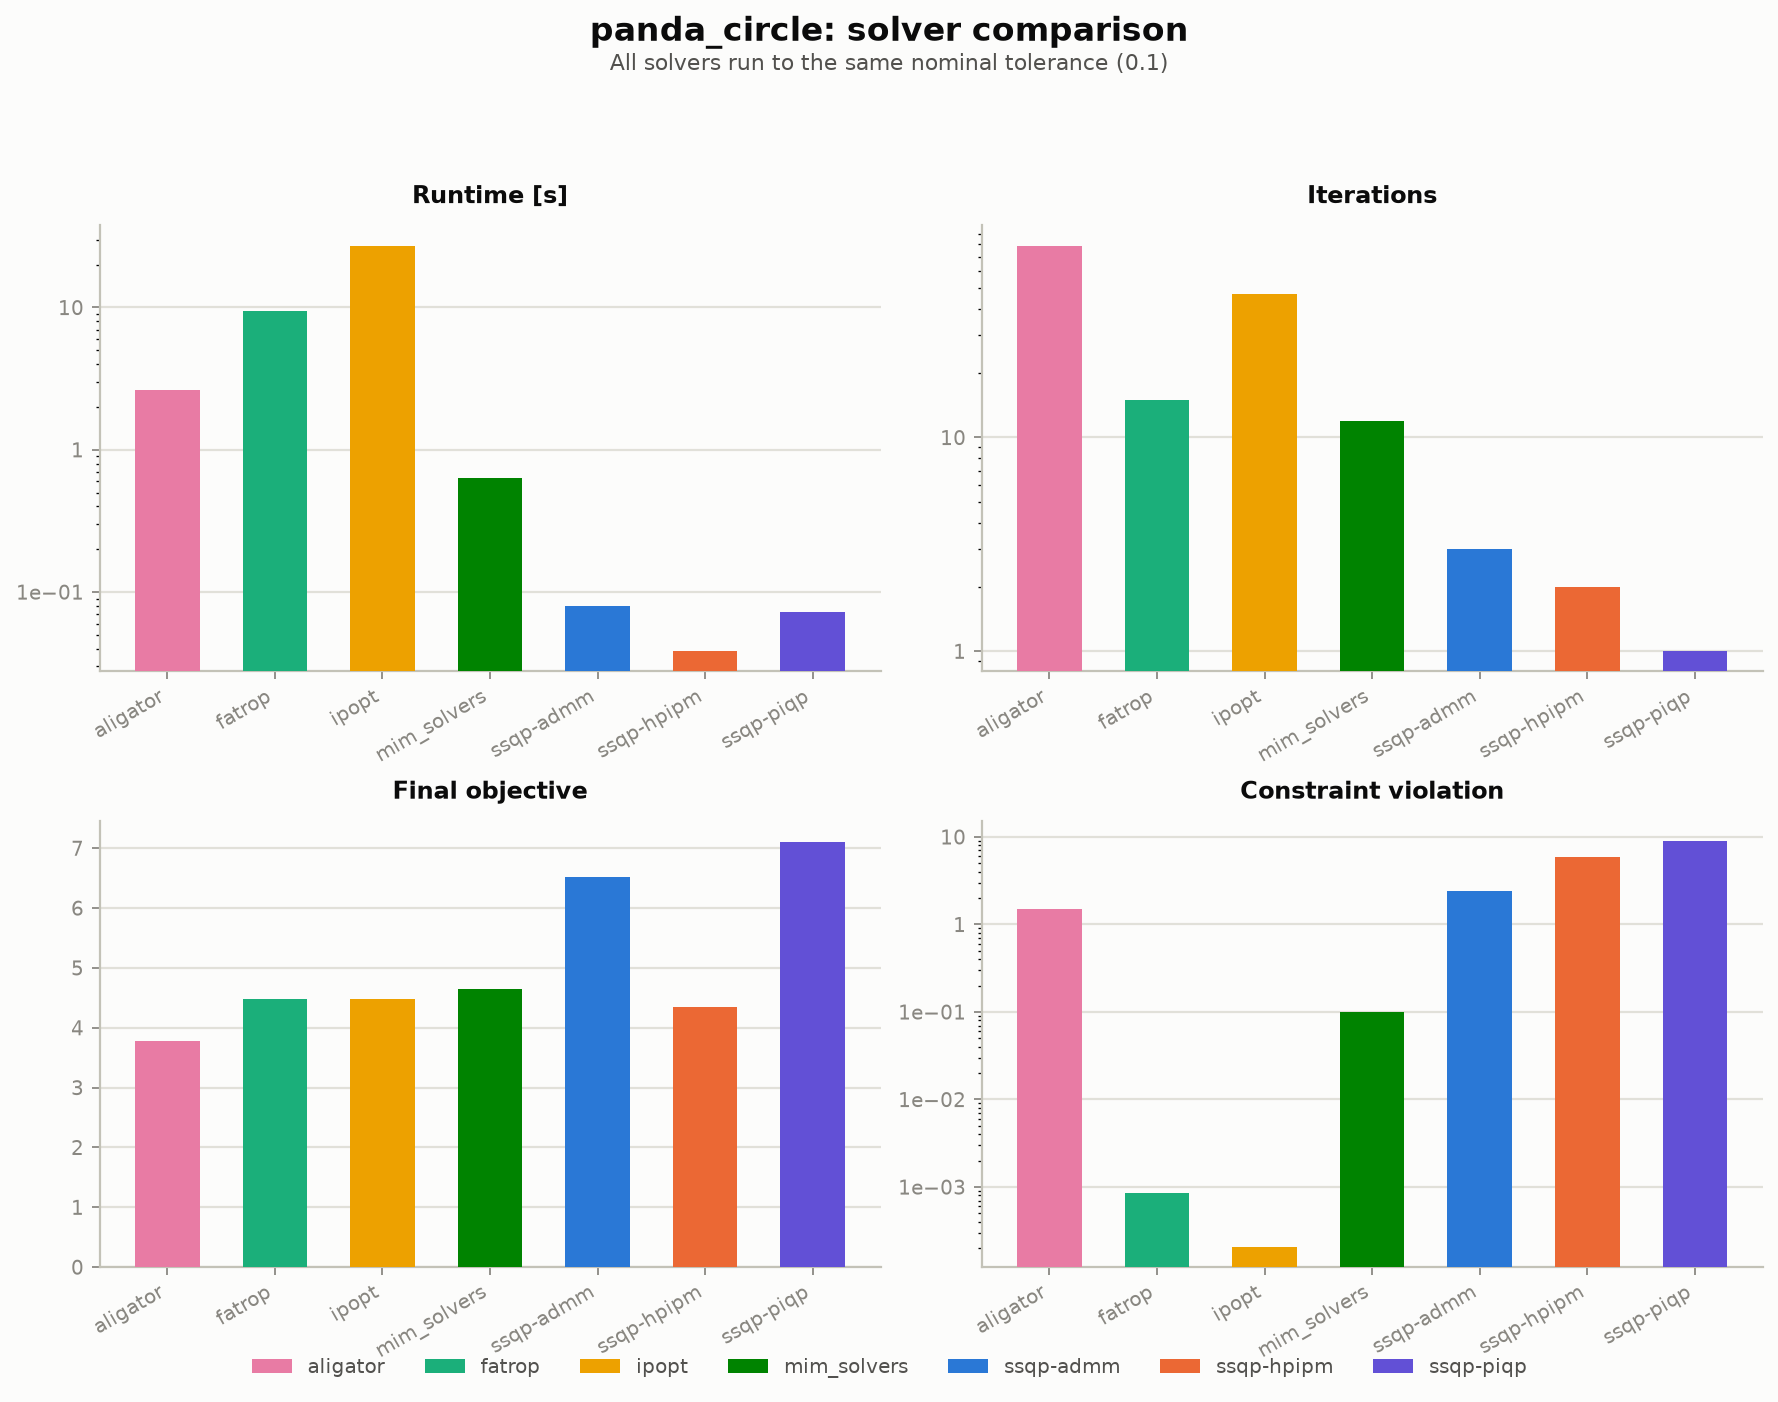 panda_circle: solver comparison
All solvers run to the same nominal tolerance (0.1)
Runtime [s]
10
1
1e−01
aligator
fatrop
ipopt
mim_solvers
ssqp-admm
ssqp-hpipm
ssqp-piqp
Iterations
10
1
aligator
fatrop
ipopt
mim_solvers
ssqp-admm
ssqp-hpipm
ssqp-piqp
Final objective
7
6
5
4
3
2
1
0
aligator
fatrop
ipopt
mim_solvers
ssqp-admm
ssqp-hpipm
ssqp-piqp
Constraint violation
10
1
1e−01
1e−02
1e−03
aligator
fatrop
ipopt
mim_solvers
ssqp-admm
ssqp-hpipm
ssqp-piqp
aligator fatrop ipopt mim_solvers ssqp-admm ssqp-hpipm ssqp-piqp